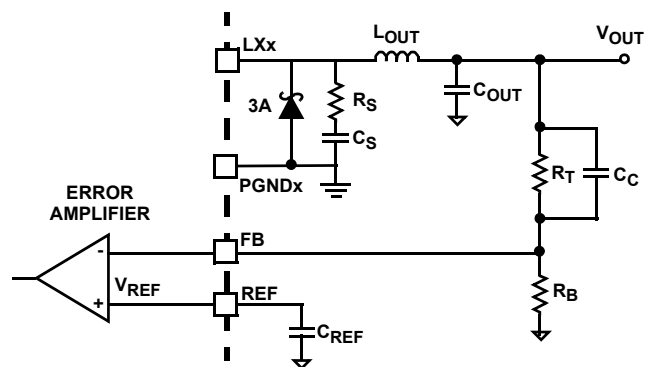 LXx
LOUT
VOUT
COUT
3A
RS
CS
PGNDx
RT
CC
ERROR
AMPLIFIER
FB
-
VREF
+
REF
RB
CREF